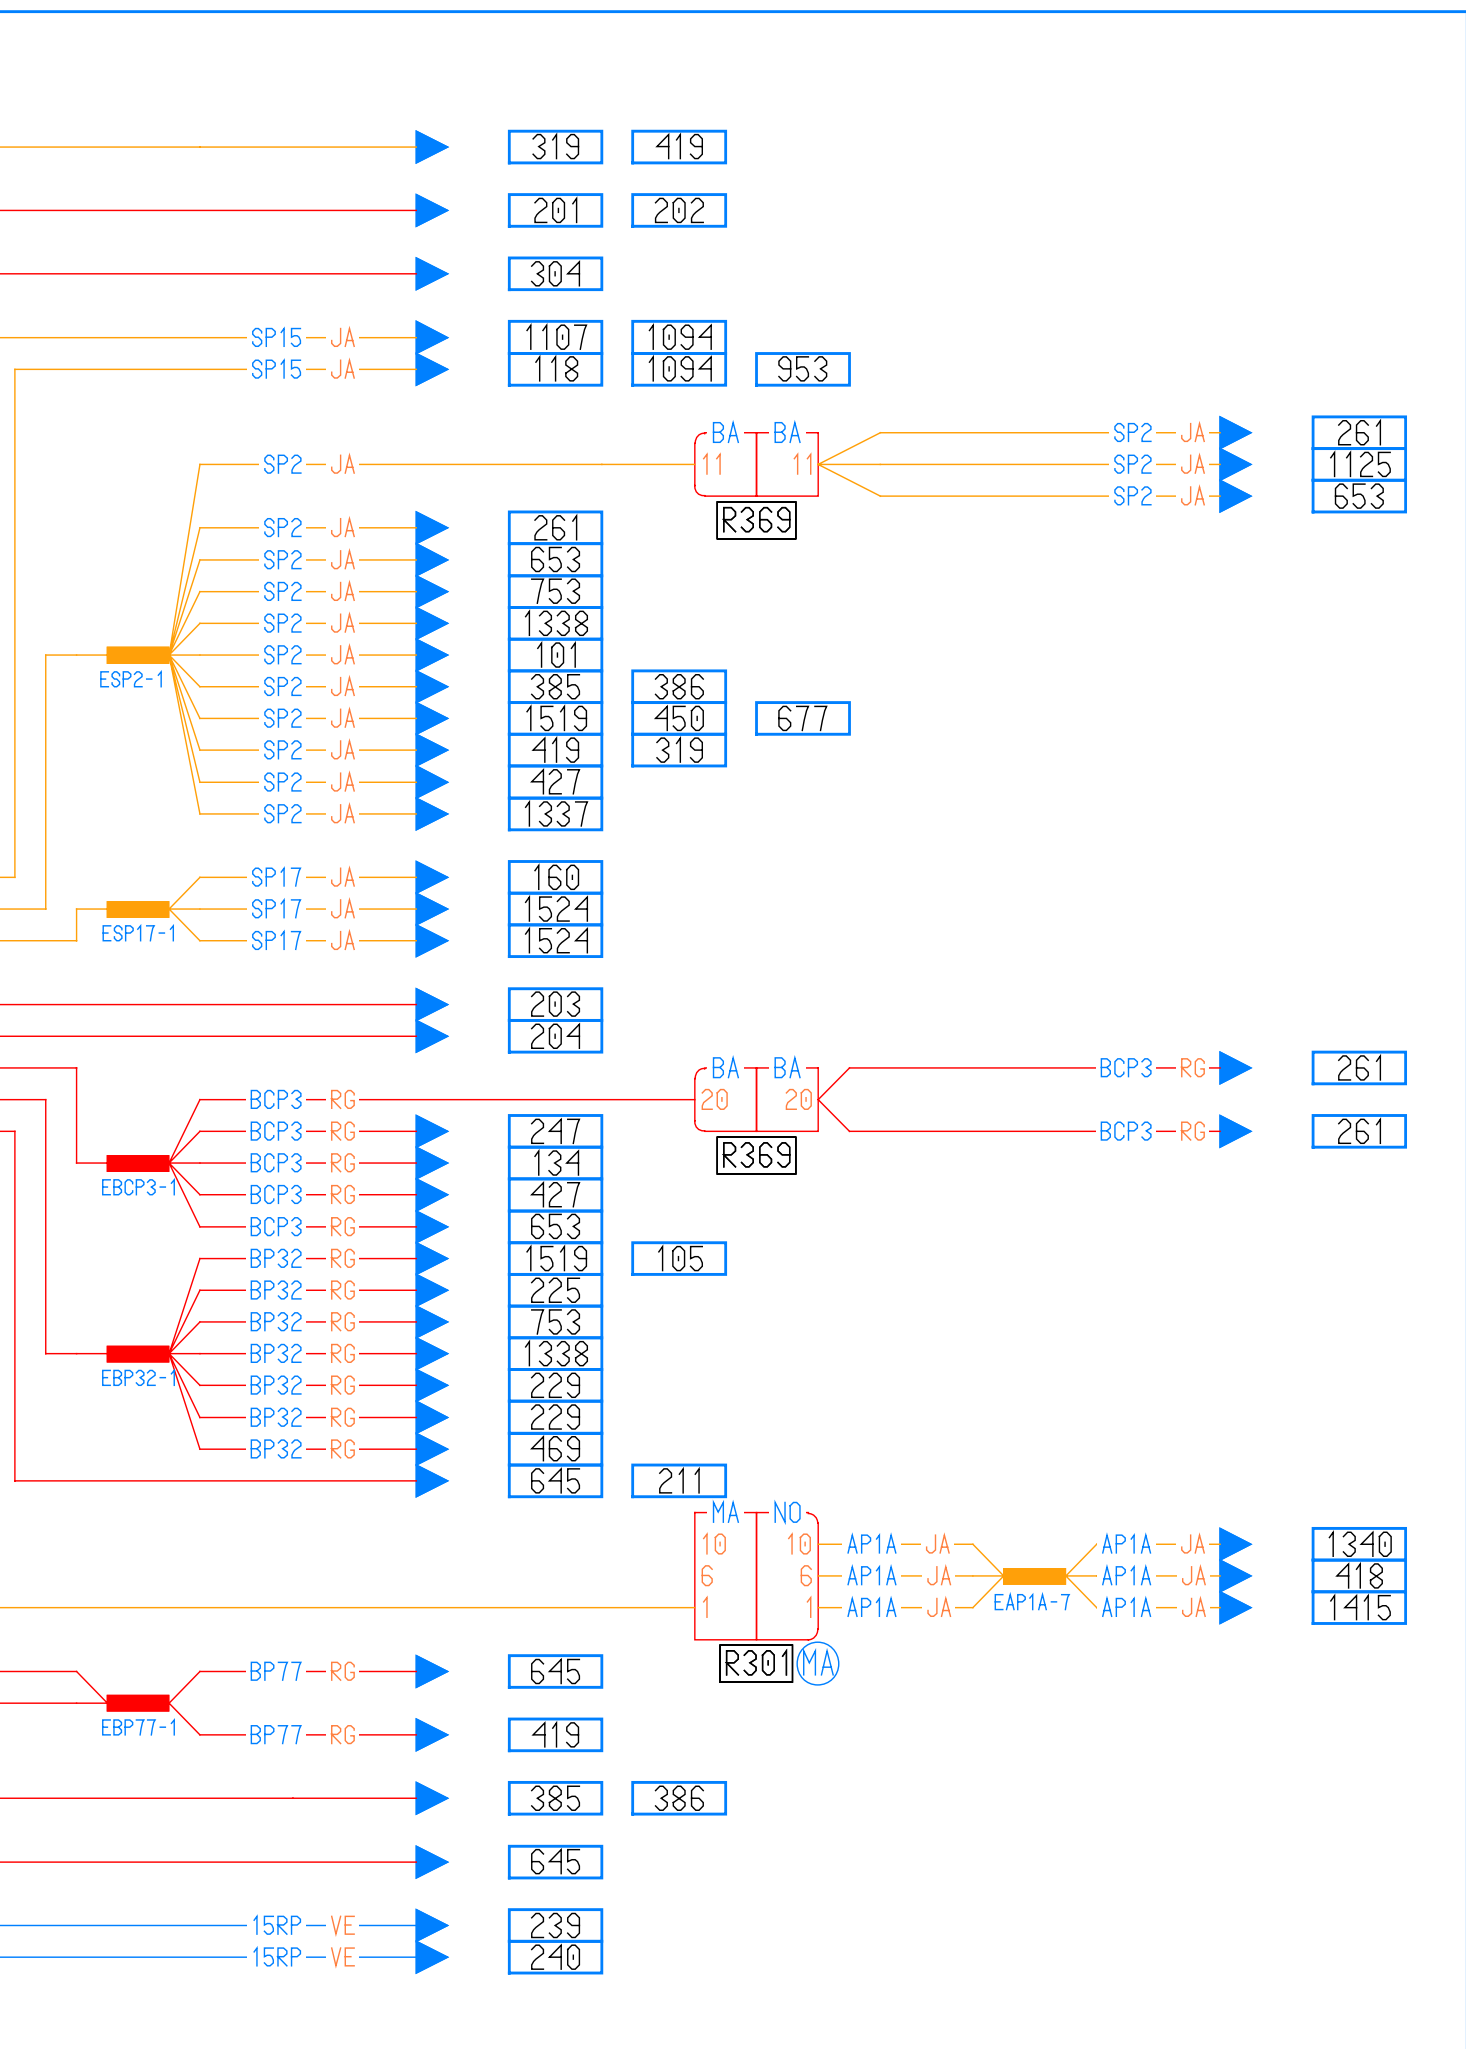 319 419
201 202
304
SP15 JA 1107 1094
SP15 JA 118 1094 953
BA BA SP2 JA 261
SP2 JA 11 11 SP2 JA 1125
SP2 JA 653
R369
SP2 JA 261
SP2 JA 653
SP2 JA 753
SP2 JA 1338
SP2 JA 101
ESP2-1
SP2 JA 385 386
SP2 JA 1519 450 677
SP2 JA 419 319
SP2 JA 427
SP2 JA 1337
SP17 JA 160
SP17 JA 1524
ESP17-1
SP17 JA 1524
203
204
BA BA BCP3 JA RG 261
BCP3 RG 20 20
BCP3 RG 247 BCP3 RG 261
R369
BCP3 RG 134
EBCP3-1
BCP3 RG 427
BCP3 RG 653
BP32 RG 1519 105
BP32 RG 225
BP32 RG 753
BP32 RG 1338
EBP32-1
BP32 RG 229
BP32 RG 229
BP32 RG 469
645 211
MA NO
10 10 AP1A JA AP1A JA 1340
6 6 AP1A JA AP1A JA 418
EAP1A-7
1 1 AP1A JA AP1A JA 1415
R301 MA
BP77 RG 645
EBP77-1
BP77 RG 419
385 386
645
15RP VE 239
15RP VE 240